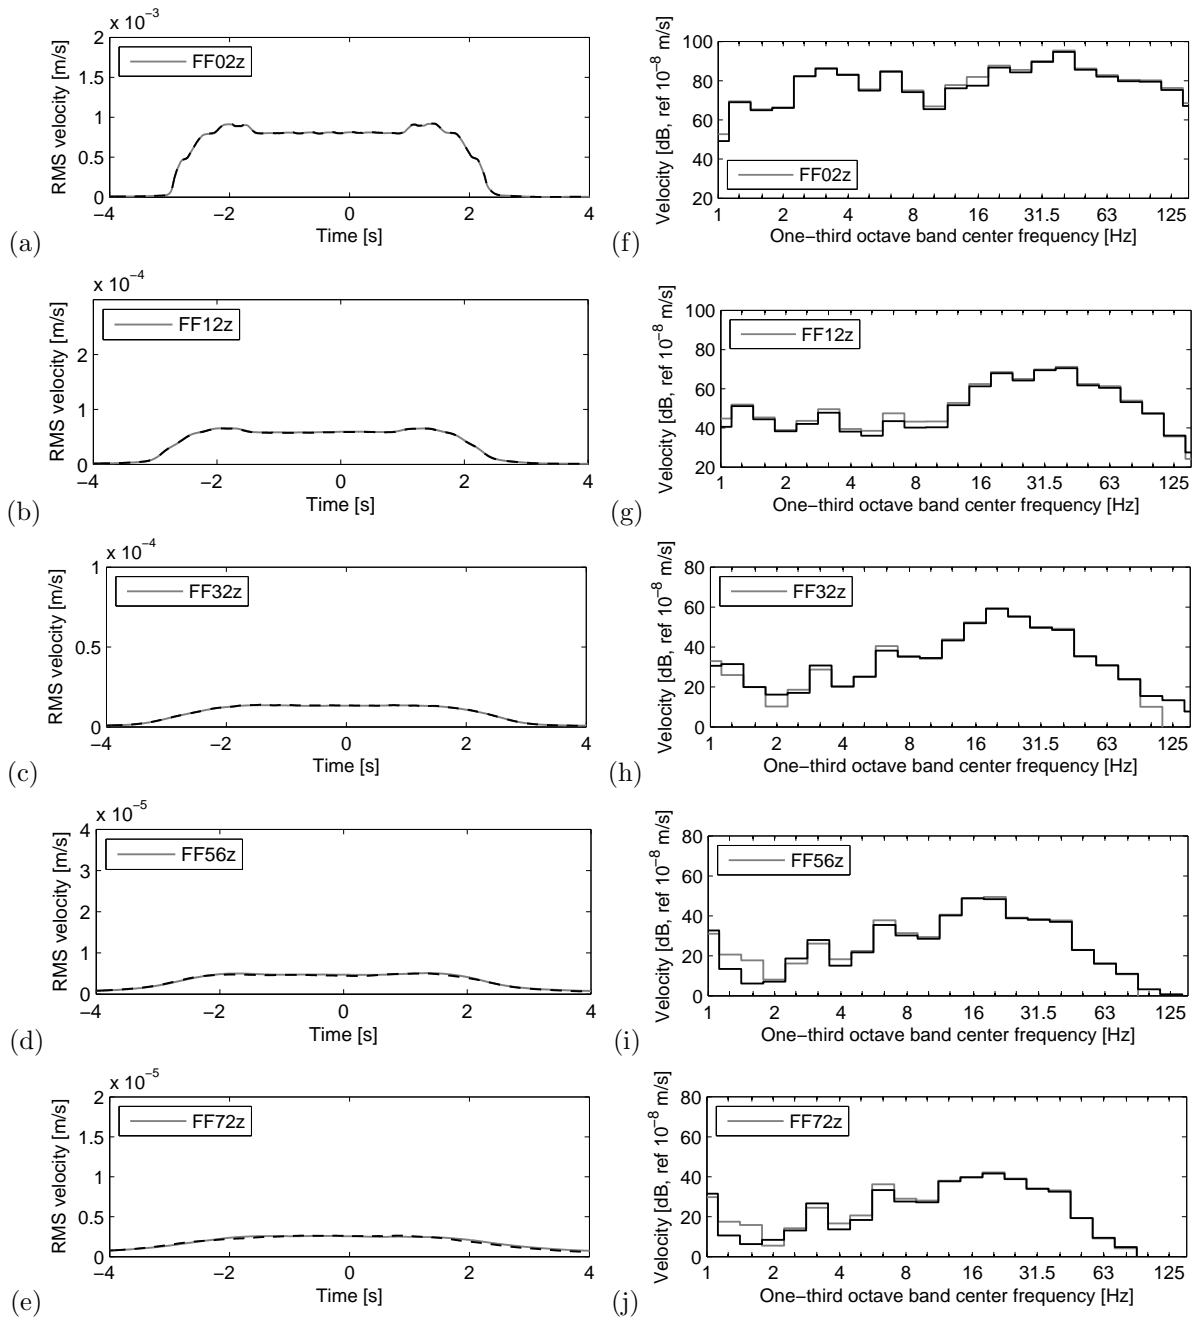 x 10−3
2
1.5
1
0.5
0
−4
−2
0
2
4
RMS velocity [m/s]
Time [s]
FF02z
(a)
100
80
60
40
20
1
2
4
8
16
31.5
63
125
Velocity [dB, ref 10−8 m/s]
One−third octave band center frequency [Hz]
FF02z
(f)
x 10−4
4
2
0
−4
−2
0
2
4
RMS velocity [m/s]
Time [s]
FF12z
(b)
100
80
60
40
20
1
2
4
8
16
31.5
63
125
Velocity [dB, ref 10−8 m/s]
One−third octave band center frequency [Hz]
FF12z
(g)
x 10−4
1
0.5
0
−4
−2
0
2
4
RMS velocity [m/s]
Time [s]
FF32z
(c)
80
60
40
20
0
1
2
4
8
16
31.5
63
125
Velocity [dB, ref 10−8 m/s]
One−third octave band center frequency [Hz]
FF32z
(h)
x 10−5
4
3
2
1
0
−4
−2
0
2
4
RMS velocity [m/s]
Time [s]
FF56z
(d)
80
60
40
20
0
1
2
4
8
16
31.5
63
125
Velocity [dB, ref 10−8 m/s]
One−third octave band center frequency [Hz]
FF56z
(i)
x 10−5
2
1.5
1
0.5
0
−4
−2
0
2
4
RMS velocity [m/s]
Time [s]
FF72z
(e)
80
60
40
20
0
1
2
4
8
16
31.5
63
125
Velocity [dB, ref 10−8 m/s]
One−third octave band center frequency [Hz]
FF72z
(j)